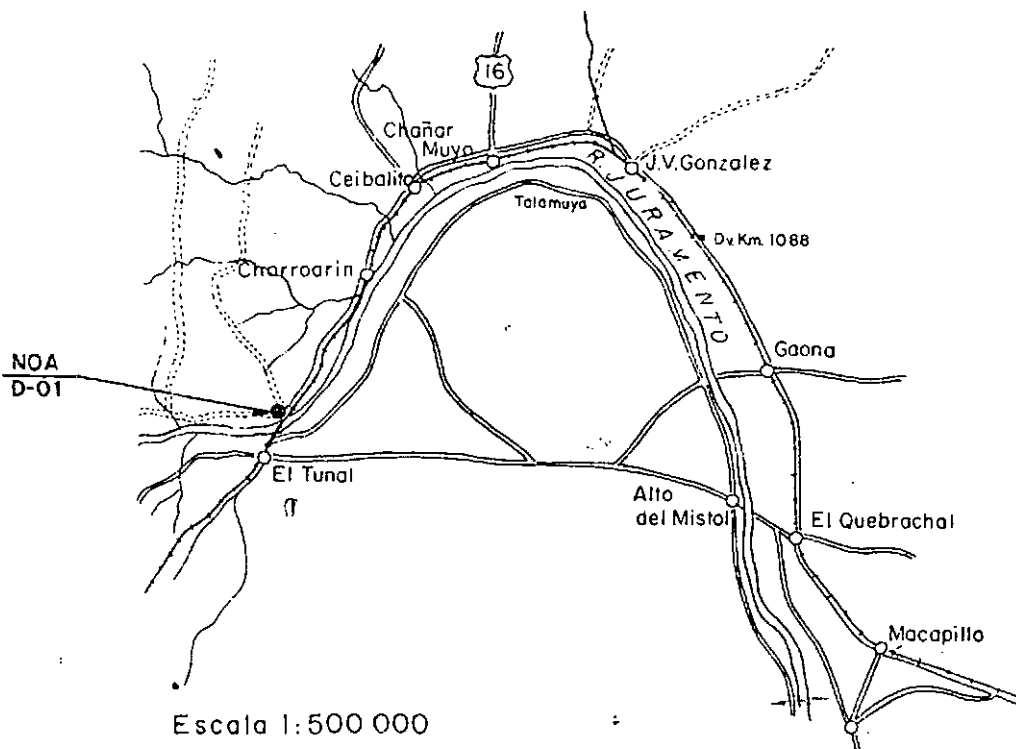 16
Chañar
Muyo
Ceibalito
J.V. Gonzalez
Talamuya
R. JURAMENTO
Dv. Km. 1088
Charroarin
NOA
D-01
Gaona
El Tunal
Alto
del Mistol
El Quebrachal
Macapillo
Escala 1:500 000